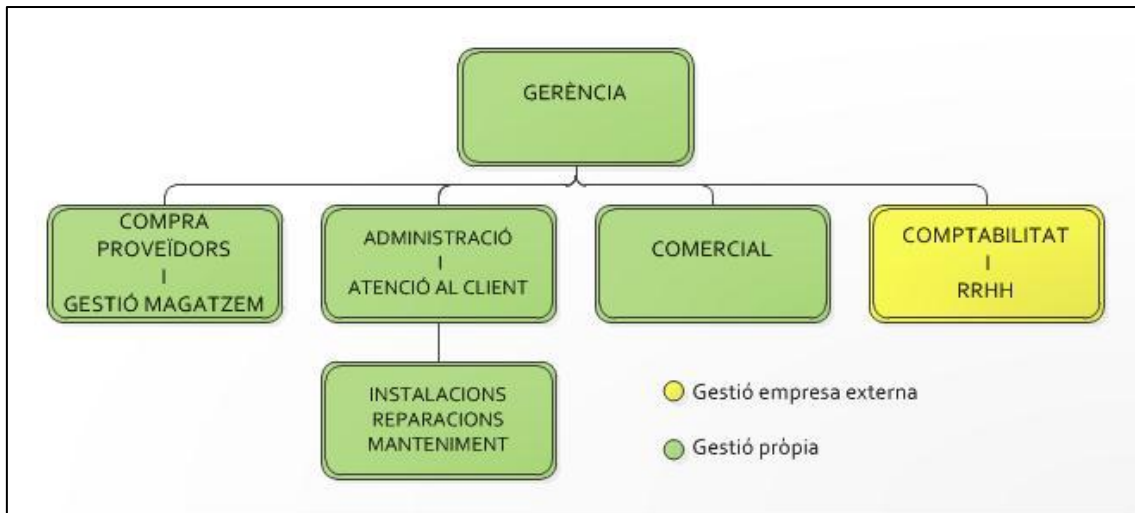 GERÈNCIA
COMPRA
PROVEÏDORS
I
GESTIÓ MAGATZEM
ADMINISTRACIÓ
I
ATENCIÓ AL CLIENT
COMERCIAL
COMPTABILITAT
I
RRHH
INSTALACIONS
REPARACIONS
MANTENIMENT
Gestió empresa externa
Gestió pròpia